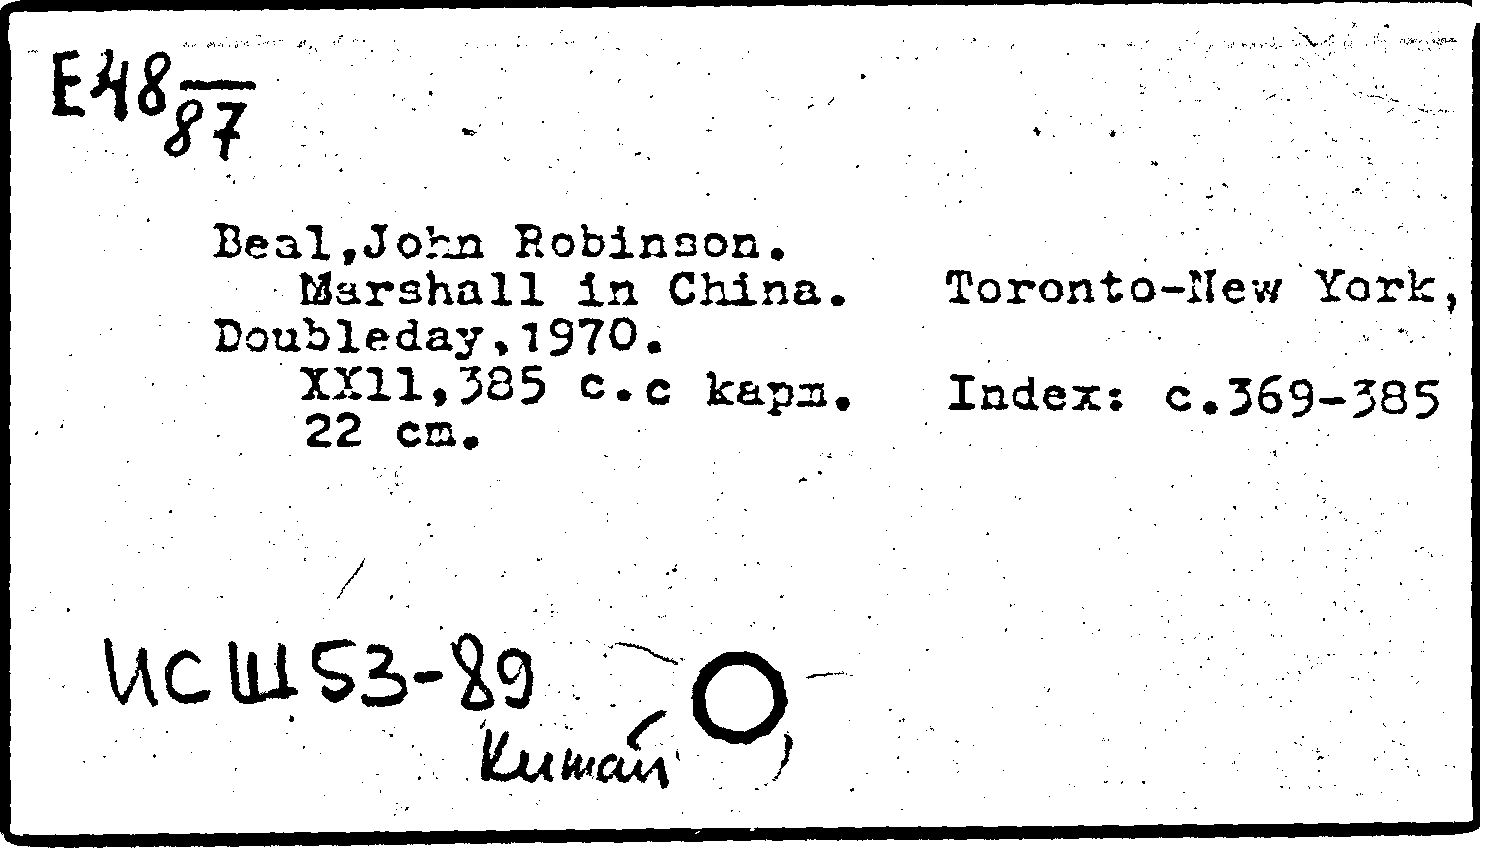 E48
87
Beal,John Robinson.
Marshall in China. Toronto-New York,
Doubleday,1970.
XX11,385 c.c карт. Index: c.369-385
22 cm.
ИСШ53-89
Китай